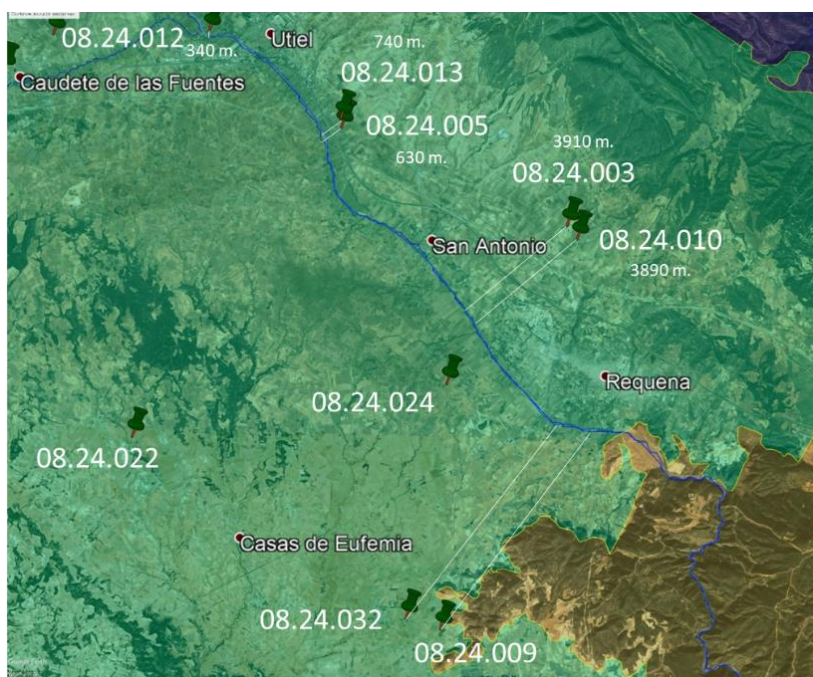 08.24.012
340 m.
Utiel
740 m.
Caudete de las Fuentes
08.24.013
08.24.005
630 m.
3910 m.
08.24.003
San Antonio
08.24.010
3890 m.
Requena
08.24.024
08.24.022
Casas de Eufemia
08.24.032
08.24.009